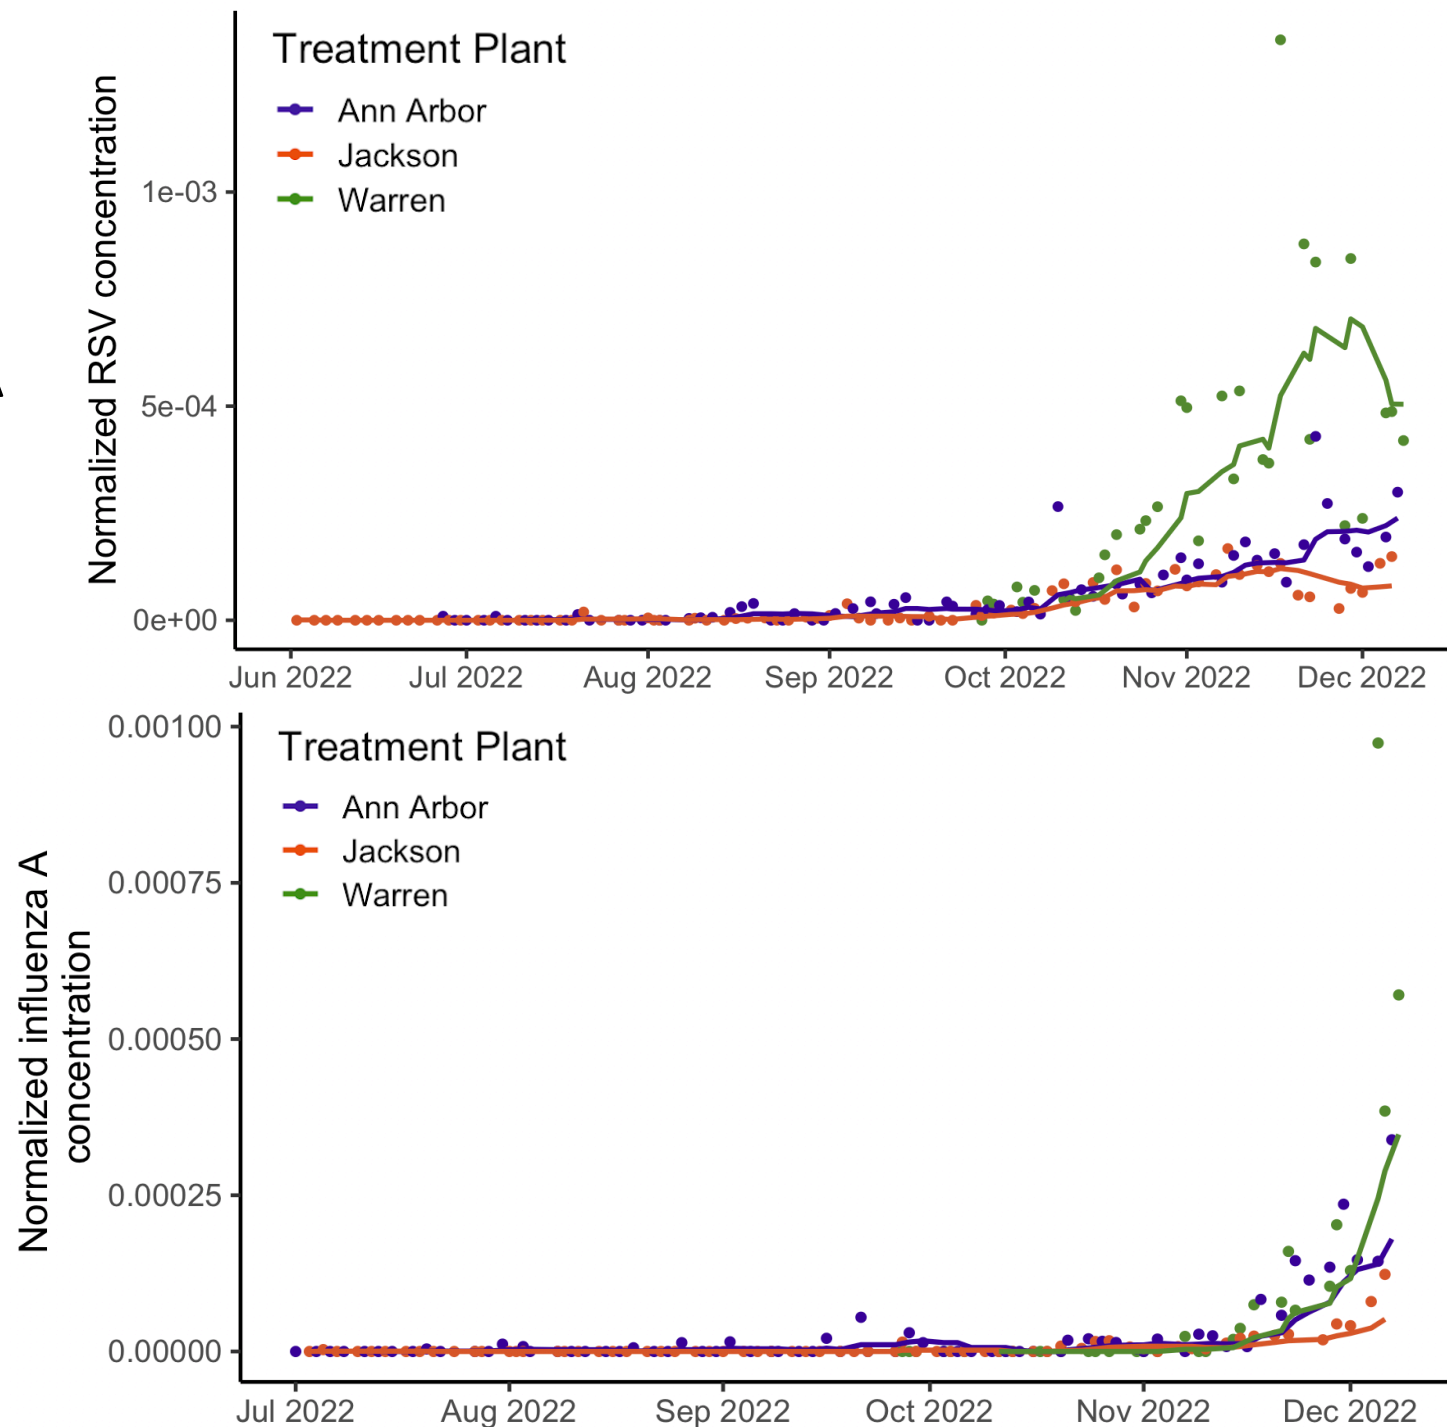 Treatment Plant
Ann Arbor
Jackson
Warren
Normalized RSV concentration
1e-03
5e-04
0e+00
Jun 2022 Jul 2022 Aug 2022 Sep 2022 Oct 2022 Nov 2022 Dec 2022
Treatment Plant
Ann Arbor
Jackson
Warren
Normalized influenza A
concentration
0.00100
0.00075
0.00050
0.00025
0.00000
Jul 2022 Aug 2022 Sep 2022 Oct 2022 Nov 2022 Dec 2022